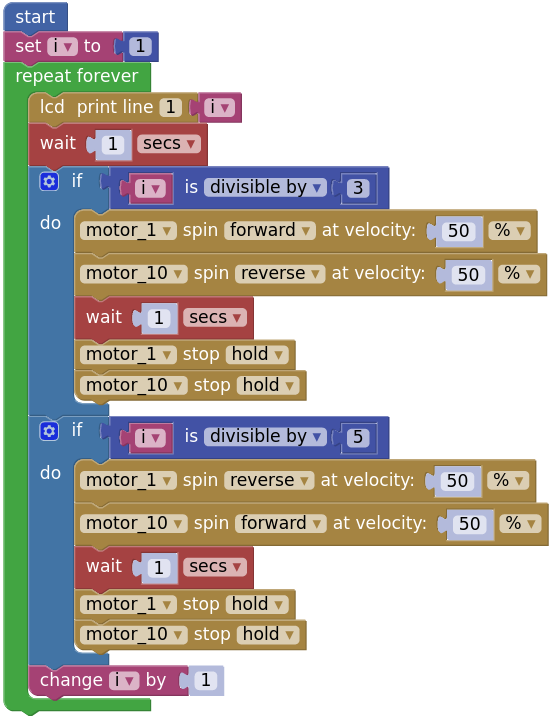 start
set i to 1
repeat forever
lcd print line 1 i
wait 1 secs
if i is divisible by 3
do
motor_1 spin forward at velocity: 50 %
motor_10 spin reverse at velocity: 50 %
wait 1 secs
motor_1 stop hold
motor_10 stop hold
if i is divisible by 5
do
motor_1 spin reverse at velocity: 50 %
motor_10 spin forward at velocity: 50 %
wait 1 secs
motor_1 stop hold
motor_10 stop hold
change i by 1